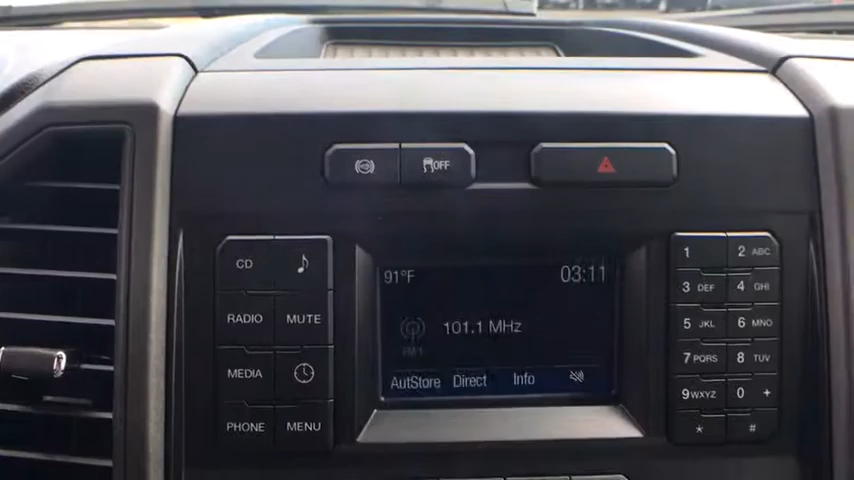 OFF
CD
RADIO MUTE
MEDIA
PHONE MENU
91°F 03:11
101.1 MHz
FM1
AutStore Direct Info
1 2 ABC
3 DEF 4 GHI
5 JKL 6 MNO
7 PQRS 8 TUV
9 WXYZ 0 +
* #